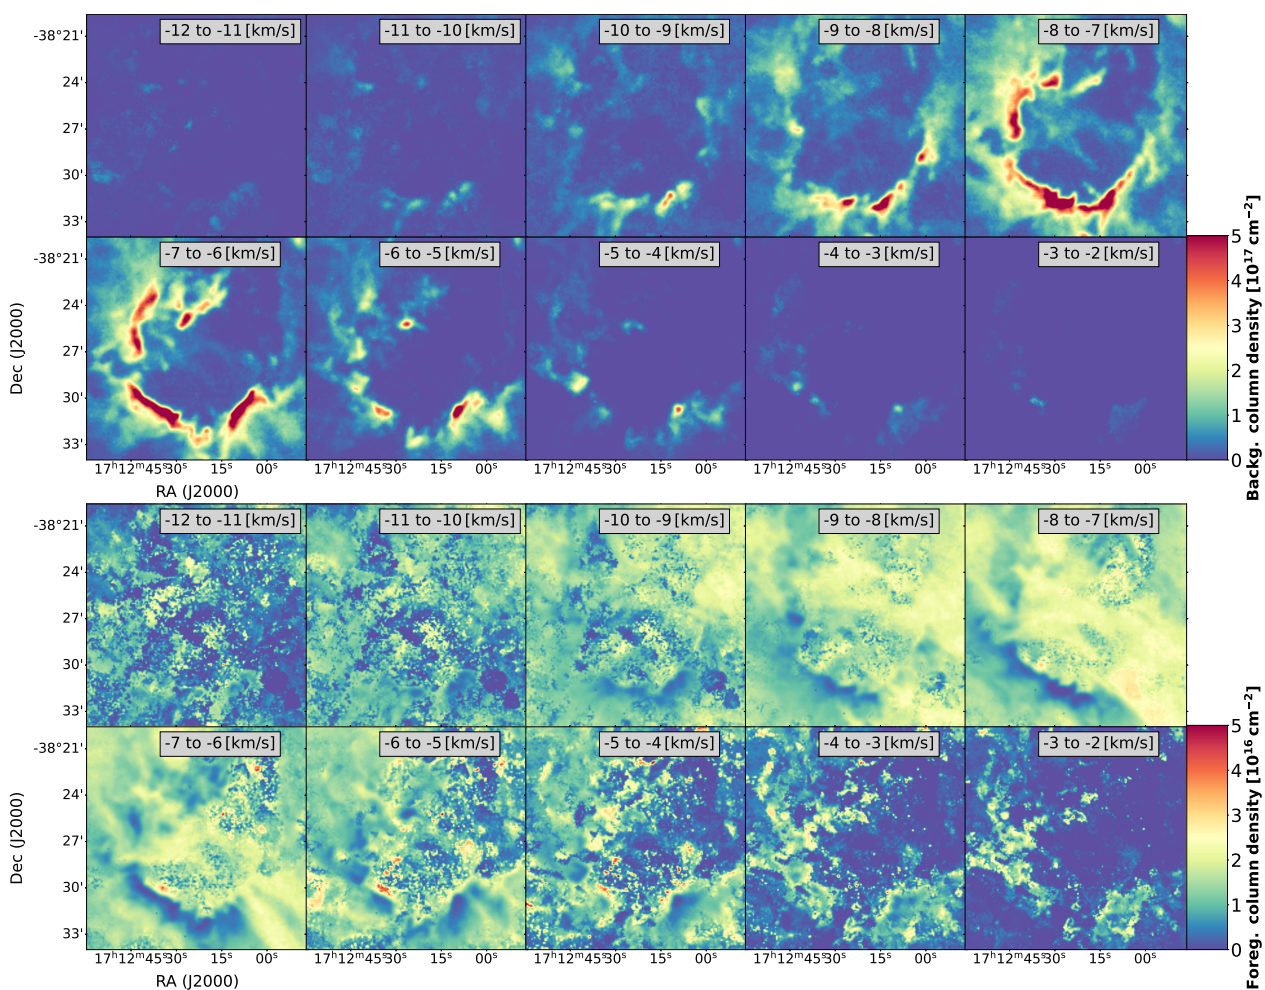 -12 to -11 [km/s] -11 to -10 [km/s] -10 to -9 [km/s] -9 to -8 [km/s] -8 to -7 [km/s]
-38°21'
24'
27'
30'
33'
-7 to -6 [km/s] -6 to -5 [km/s] -5 to -4 [km/s] -4 to -3 [km/s] -3 to -2 [km/s]
-38°21'
24'
27'
30'
33'
Dec (J2000)
17ʰ12ᵐ45ˢ30ˢ 15ˢ 00ˢ 17ʰ12ᵐ45ˢ30ˢ 15ˢ 00ˢ 17ʰ12ᵐ45ˢ30ˢ 15ˢ 00ˢ 17ʰ12ᵐ45ˢ30ˢ 15ˢ 00ˢ 17ʰ12ᵐ45ˢ30ˢ 15ˢ 00ˢ
RA (J2000)
5
4
3
2
1
0
Backg. column density [10¹⁷ cm⁻²]
-12 to -11 [km/s] -11 to -10 [km/s] -10 to -9 [km/s] -9 to -8 [km/s] -8 to -7 [km/s]
-38°21'
24'
27'
30'
33'
-7 to -6 [km/s] -6 to -5 [km/s] -5 to -4 [km/s] -4 to -3 [km/s] -3 to -2 [km/s]
-38°21'
24'
27'
30'
33'
Dec (J2000)
17ʰ12ᵐ45ˢ30ˢ 15ˢ 00ˢ 17ʰ12ᵐ45ˢ30ˢ 15ˢ 00ˢ 17ʰ12ᵐ45ˢ30ˢ 15ˢ 00ˢ 17ʰ12ᵐ45ˢ30ˢ 15ˢ 00ˢ 17ʰ12ᵐ45ˢ30ˢ 15ˢ 00ˢ
RA (J2000)
5
4
3
2
1
0
Foreg. column density [10¹⁶ cm⁻²]